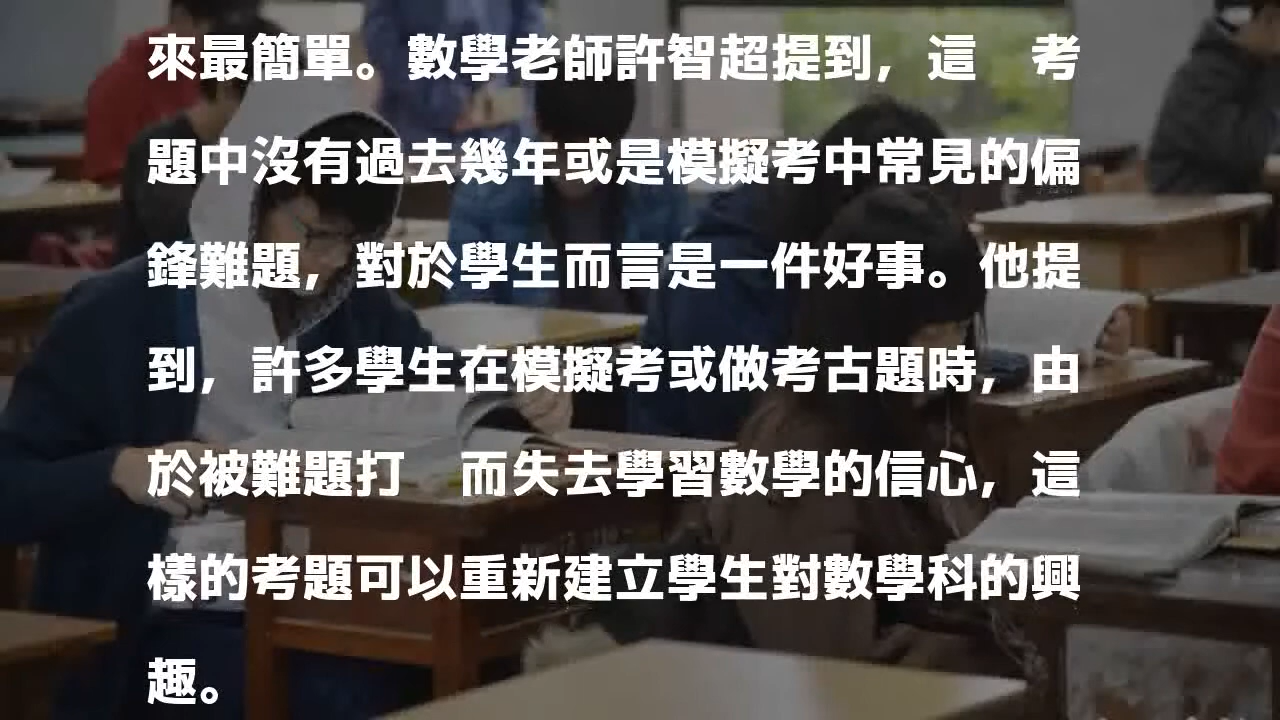 來最簡單。數學老師許智超提到，這　考
題中沒有過去幾年或是模擬考中常見的偏
鋒難題，對於學生而言是一件好事。他提
到，許多學生在模擬考或做考古題時，由
於被難題打　而失去學習數學的信心，這
樣的考題可以重新建立學生對數學科的興
趣。